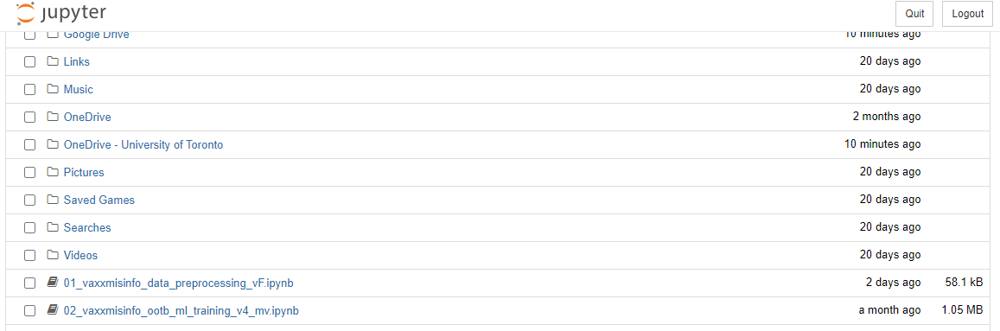 jupyter Quit Logout
Google Drive 10 minutes ago
Links 20 days ago
Music 20 days ago
OneDrive 2 months ago
OneDrive - University of Toronto 10 minutes ago
Pictures 20 days ago
Saved Games 20 days ago
Searches 20 days ago
Videos 20 days ago
01_vaxxmisinfo_data_preprocessing_vF.ipynb 2 days ago 58.1 kB
02_vaxxmisinfo_ootb_ml_training_v4_mv.ipynb a month ago 1.05 MB